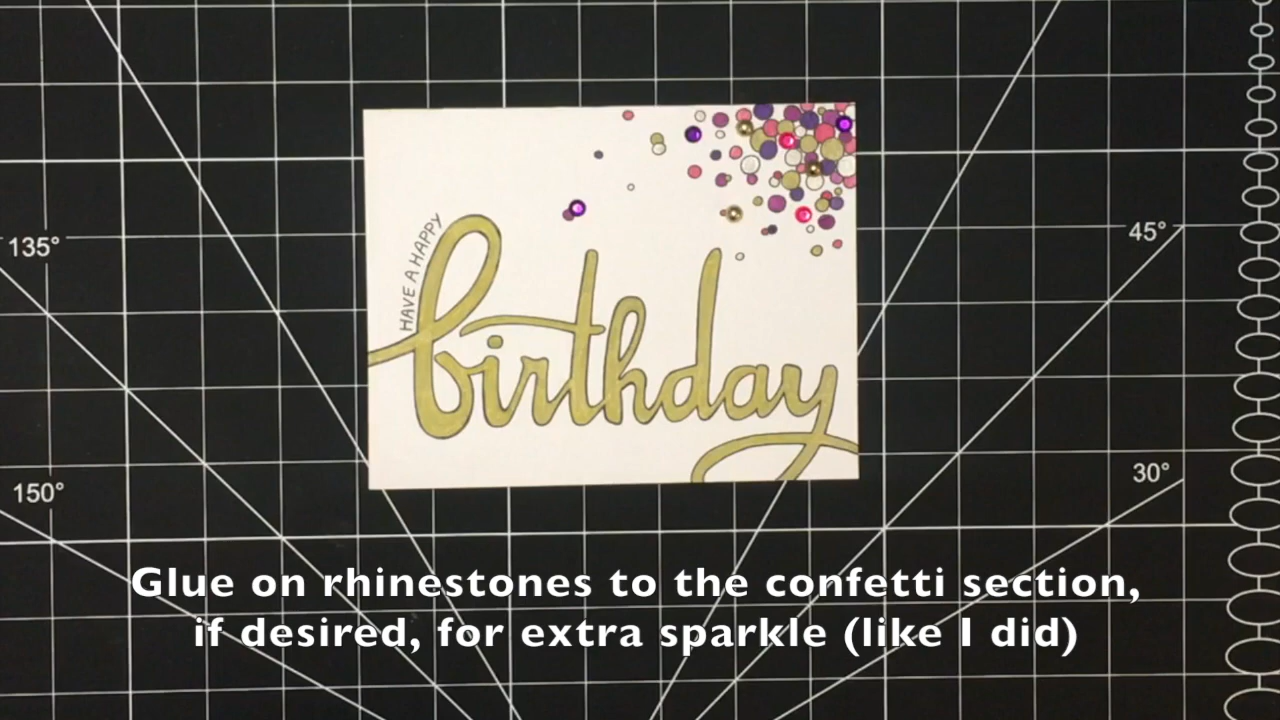 135°
45°
HAVE A HAPPY
birthday
150°
30°
Glue on rhinestones to the confetti section,
if desired, for extra sparkle (like I did)